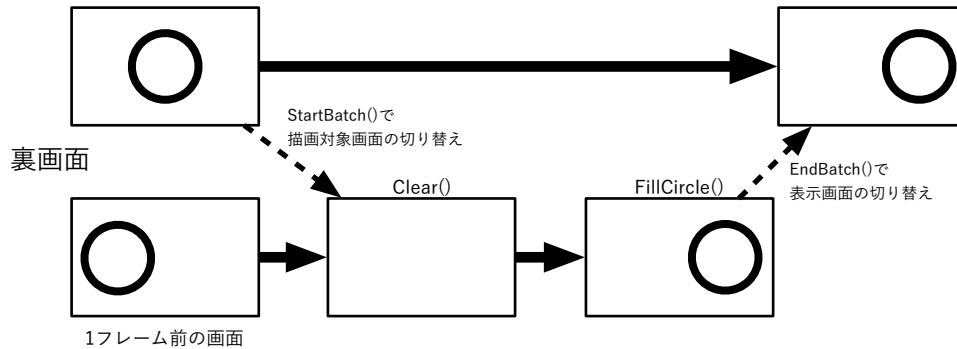 StartBatch()で
描画対象画面の切り替え
裏画面
EndBatch()で
表示画面の切り替え
Clear()
FillCircle()
1フレーム前の画面